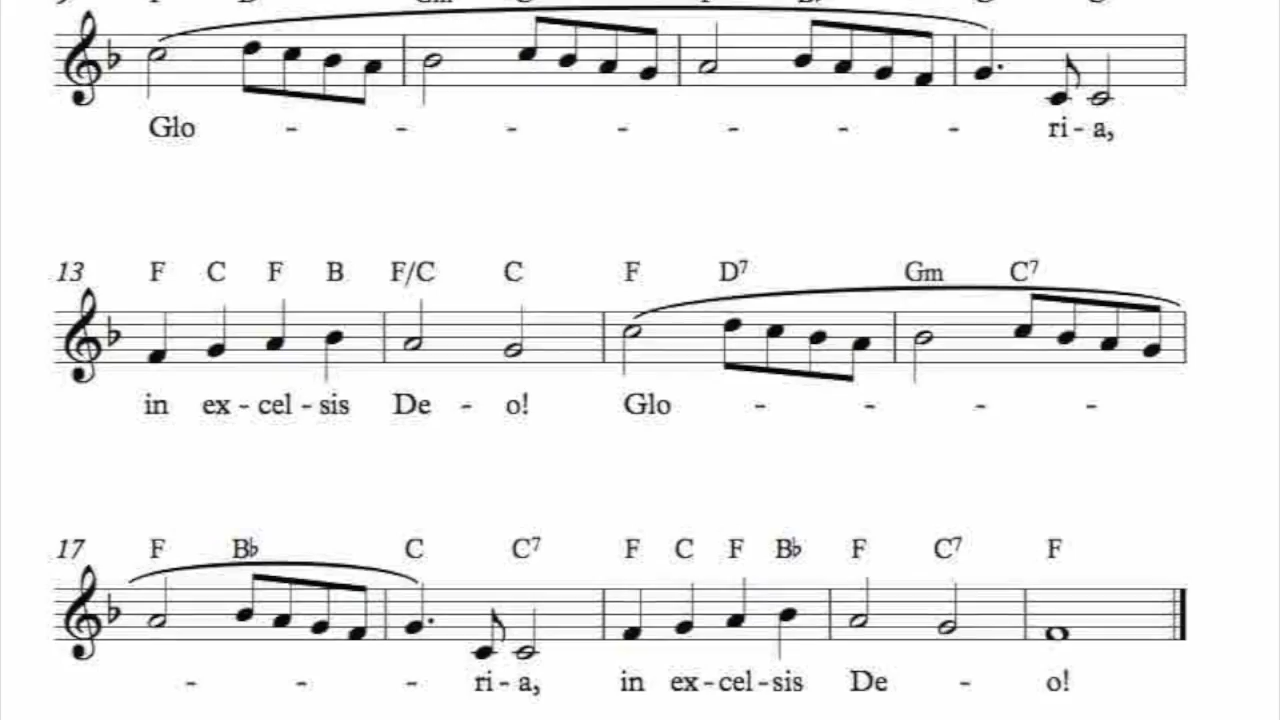 Glo - - - - - - - ri - a,
13 F C F B F/C C F D7 Gm C7
in ex - cel - sis De - o! Glo - - - -
17 F B♭ C C7 F C F B♭ F C7 F
- - - ri - a, in ex - cel - sis De - o!